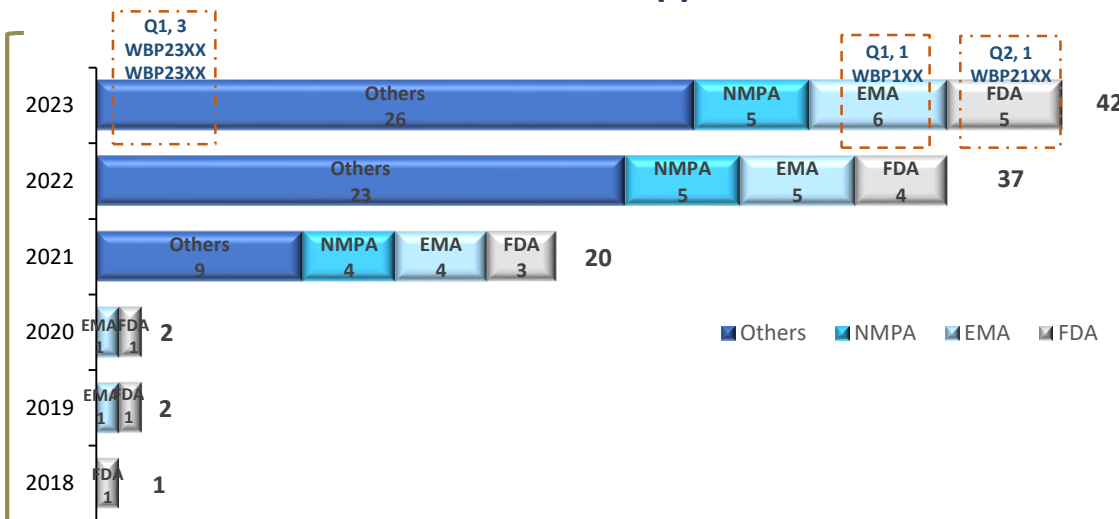 Q1, 3
WBP23XX
WBP23XX
Q1, 1
WBP1XX
Q2, 1
WBP21XX
2023
Others
26
NMPA
5
EMA
6
FDA
5
42
2022
Others
23
NMPA
5
EMA
5
FDA
4
37
2021
Others
9
NMPA
4
EMA
4
FDA
3
20
2020
EMA
1
FDA
1
2
2019
EMA
1
FDA
1
2
2018
FDA
1
1
Others NMPA EMA FDA